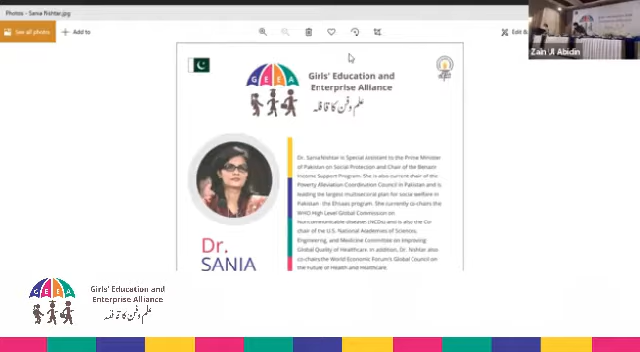 Photos - Sania Nishtar.jpg
See all photos
Add to
Edit &
Zain Ul Abidin
GEEA
Girls' Education and
Enterprise Alliance
علم و فن کا قافلہ
Dr. Sania Nishtar in Special Assistant to the Prime Minister
of Pakistan on Social Protection and Chair of the Benazir
Income Support Program. She is also current chair of the
Poverty Alleviation Coordination Council in Pakistan and is
leading the largest multisectoral plan for socia welfare in
Pakistan : the Ehsaas program. She currently co-chairs the
WHO High Level Global Commission on
Noncommunicable diseases (NCDs) and is also the Co-
chair of the U.S. National Academies of Sciences,
Engineering, and Medicine Committee on Improving
Global Quality of Healthcare. In addition, Dr. Nishtar also
co-chairs the World Economic Forum's Global Council on
the Future of Health and Healthcare.
Dr.
SANIA
GEEA
Girls' Education and
Enterprise Alliance
علم و فن کا قافلہ